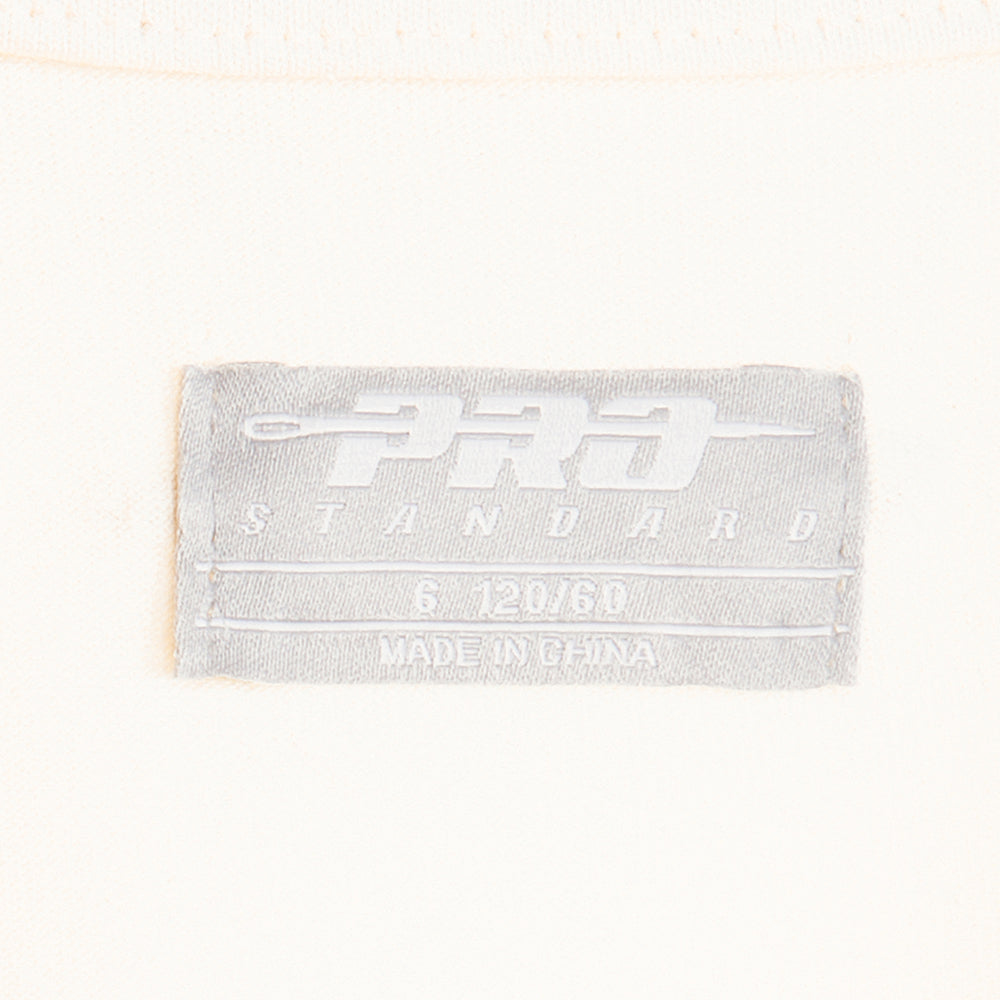 PRO
STANDARD
6 120/60
MADE IN CHINA